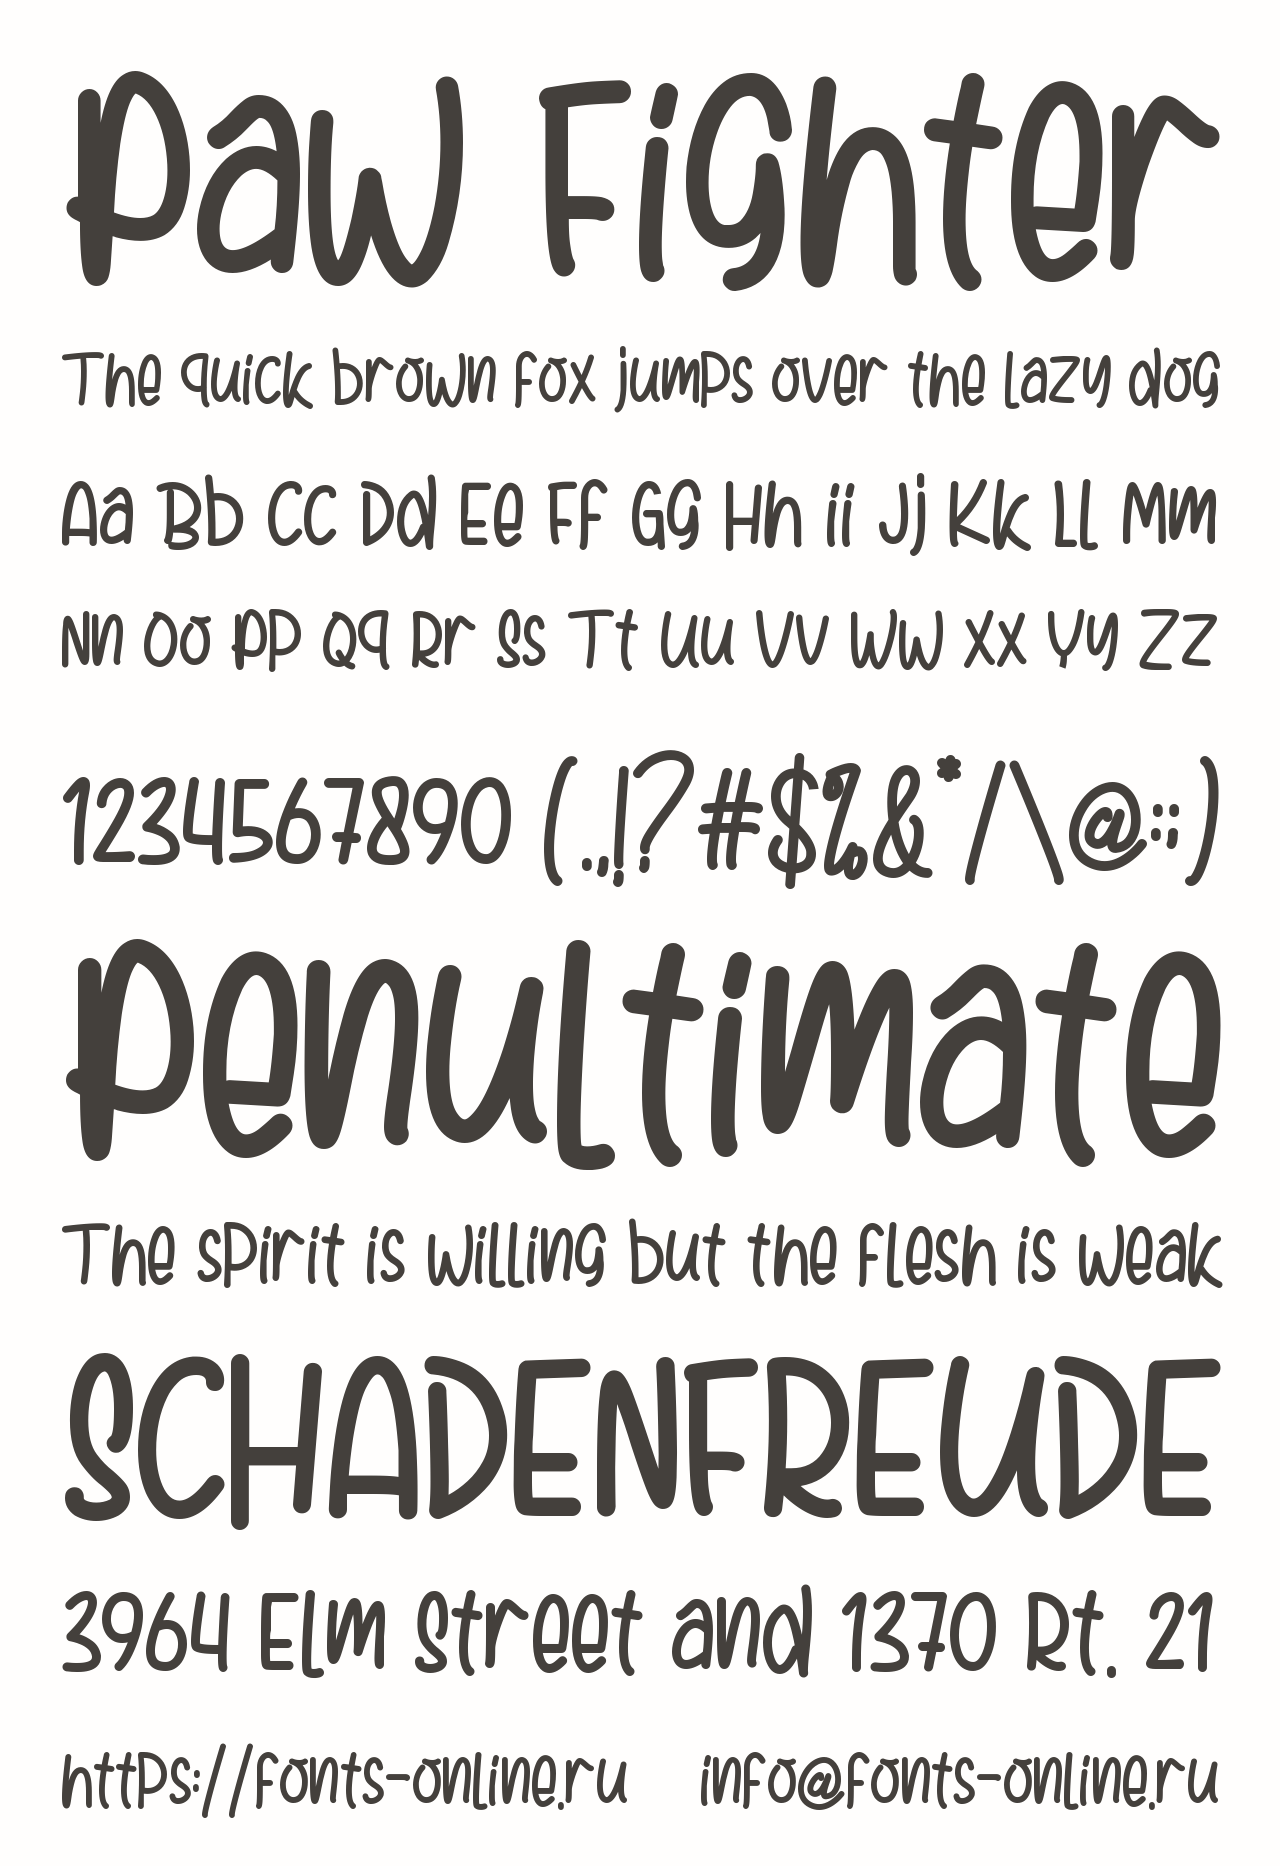 Paw Fighter
The quick brown fox jumps over the lazy dog
Aa Bb Cc Dd Ee Ff Gg Hh Ii Jj Kk Ll Mm
Nn Oo Pp Qq Rr Ss Tt Uu Vv Ww Xx Yy Zz
1234567890 (.,!?#$%&*/\@:;)
Penultimate
The spirit is willing but the flesh is weak
SCHADENFREUDE
3964 Elm Street and 1370 Rt. 21
https://fonts-online.ru info@fonts-online.ru